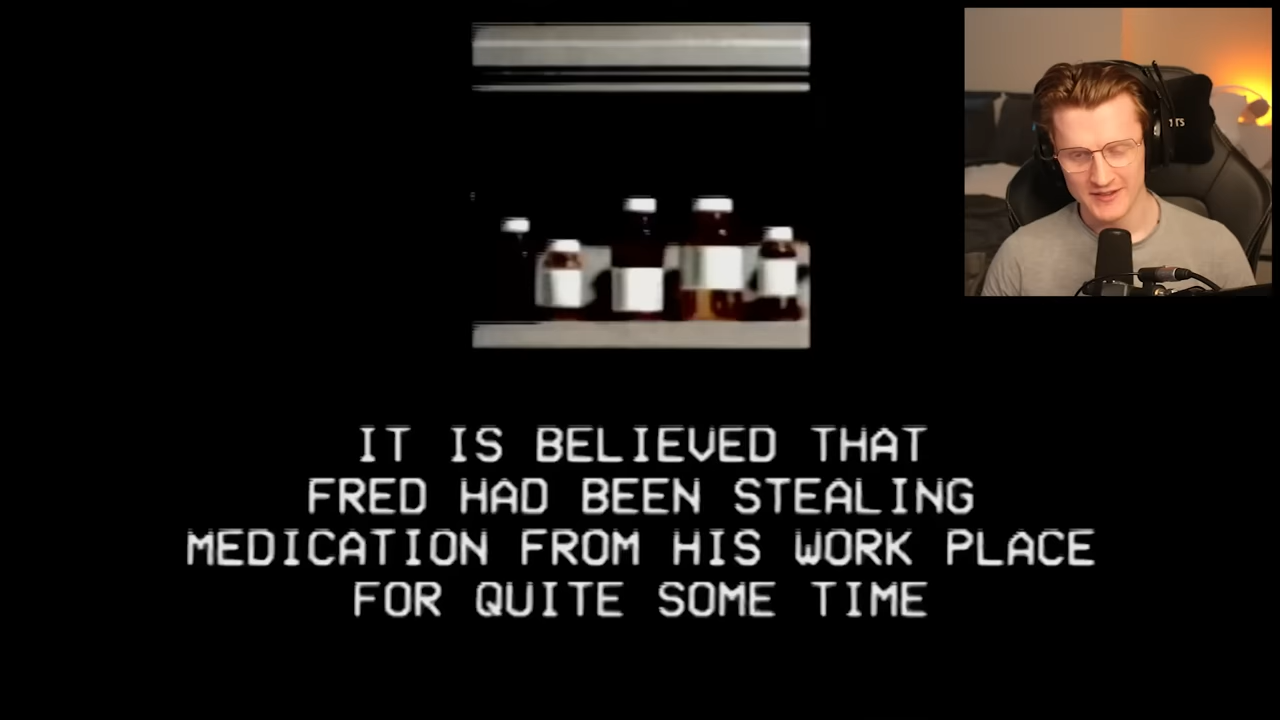 IT IS BELIEVED THAT
FRED HAD BEEN STEALING
MEDICATION FROM HIS WORK PLACE
FOR QUITE SOME TIME